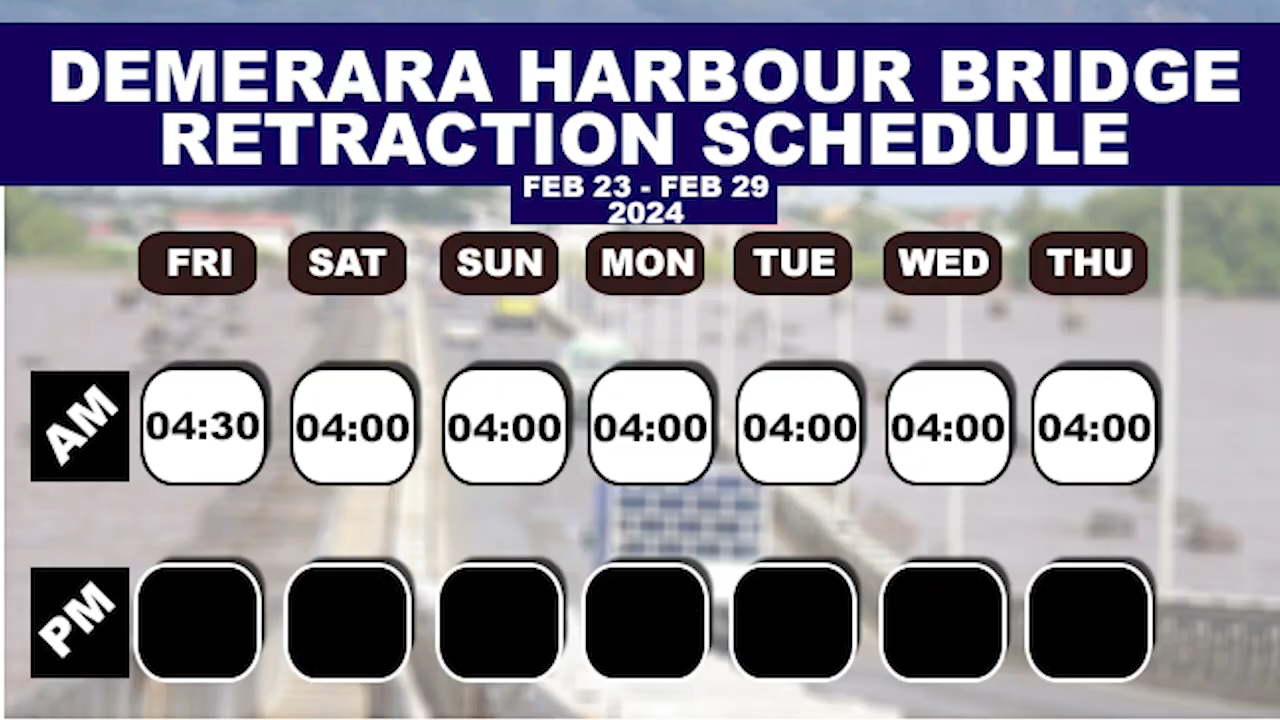 DEMERARA HARBOUR BRIDGE
RETRACTION SCHEDULE
FEB 23 - FEB 29
2024
FRI SAT SUN MON TUE WED THU
AM 04:30 04:00 04:00 04:00 04:00 04:00 04:00
PM